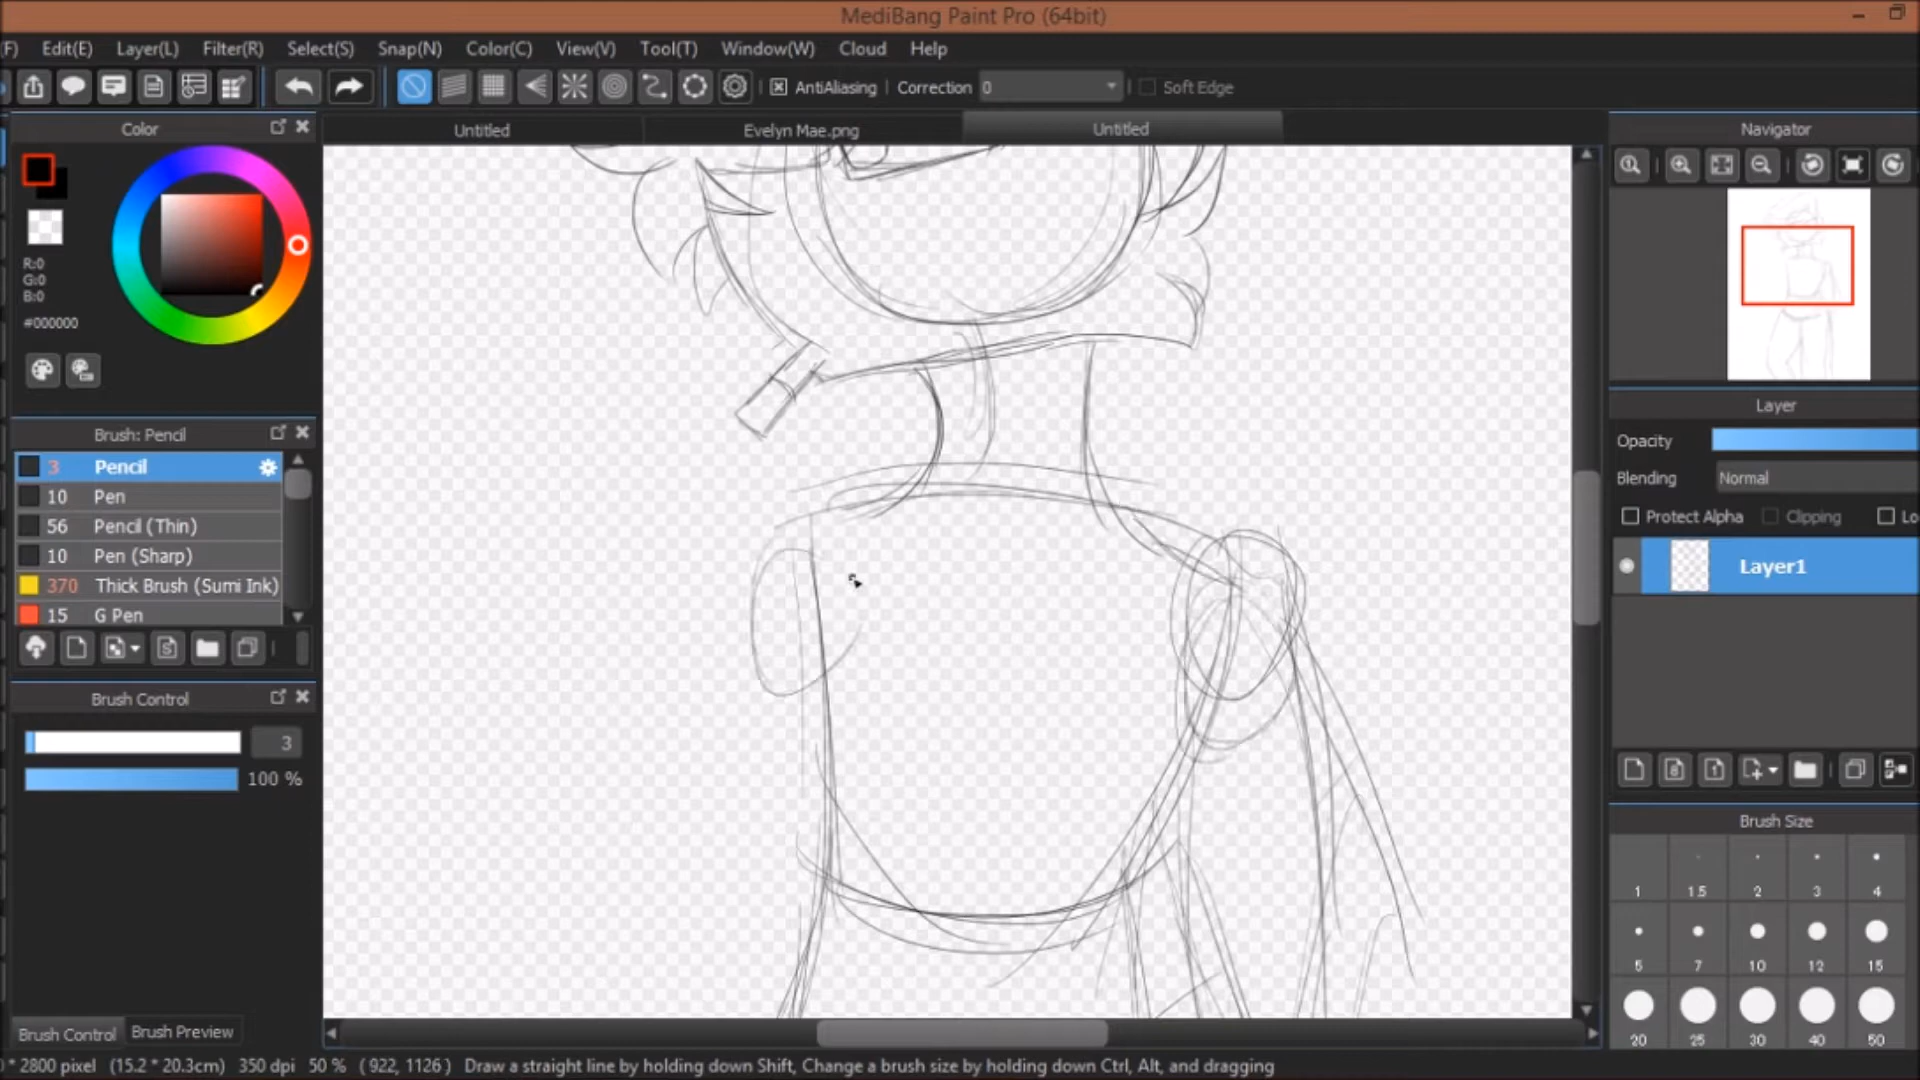 MediBang Paint Pro (64bit)
(F) Edit(E) Layer(L) Filter(R) Select(S) Snap(N) Color(C) View(V) Tool(T) Window(W) Cloud Help
AntiAliasing Correction 0 Soft Edge
Color
Untitled Evelyn Mae.png Untitled
Navigator
R:0
G:0
B:0
#000000
Layer
Opacity
Blending Normal
Protect Alpha Clipping Lo
Layer1
Brush: Pencil
3 Pencil
10 Pen
56 Pencil (Thin)
10 Pen (Sharp)
370 Thick Brush (Sumi Ink)
15 G Pen
Brush Control
3
100 %
Brush Size
1 1.5 2 3 4
5 7 10 12 15
20 25 30 40 50
Brush Control Brush Preview
* 2800 pixel (15.2 * 20.3cm) 350 dpi 50 % ( 922, 1126 ) Draw a straight line by holding down Shift, Change a brush size by holding down Ctrl, Alt, and dragging